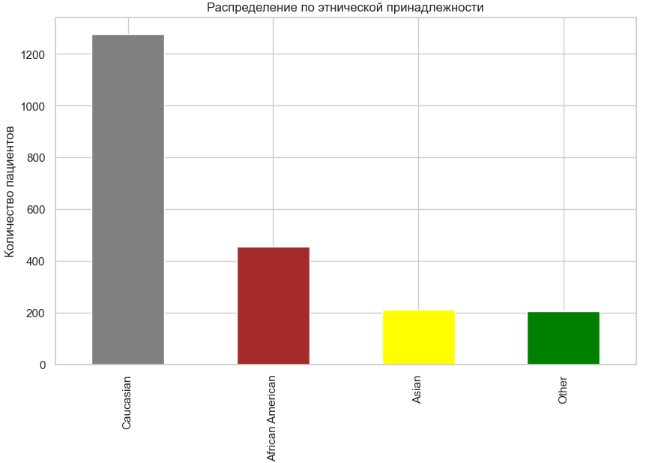 Распределение по этнической принадлежности
Количество пациентов
1200
1000
800
600
400
200
0
Caucasian
African American
Asian
Other